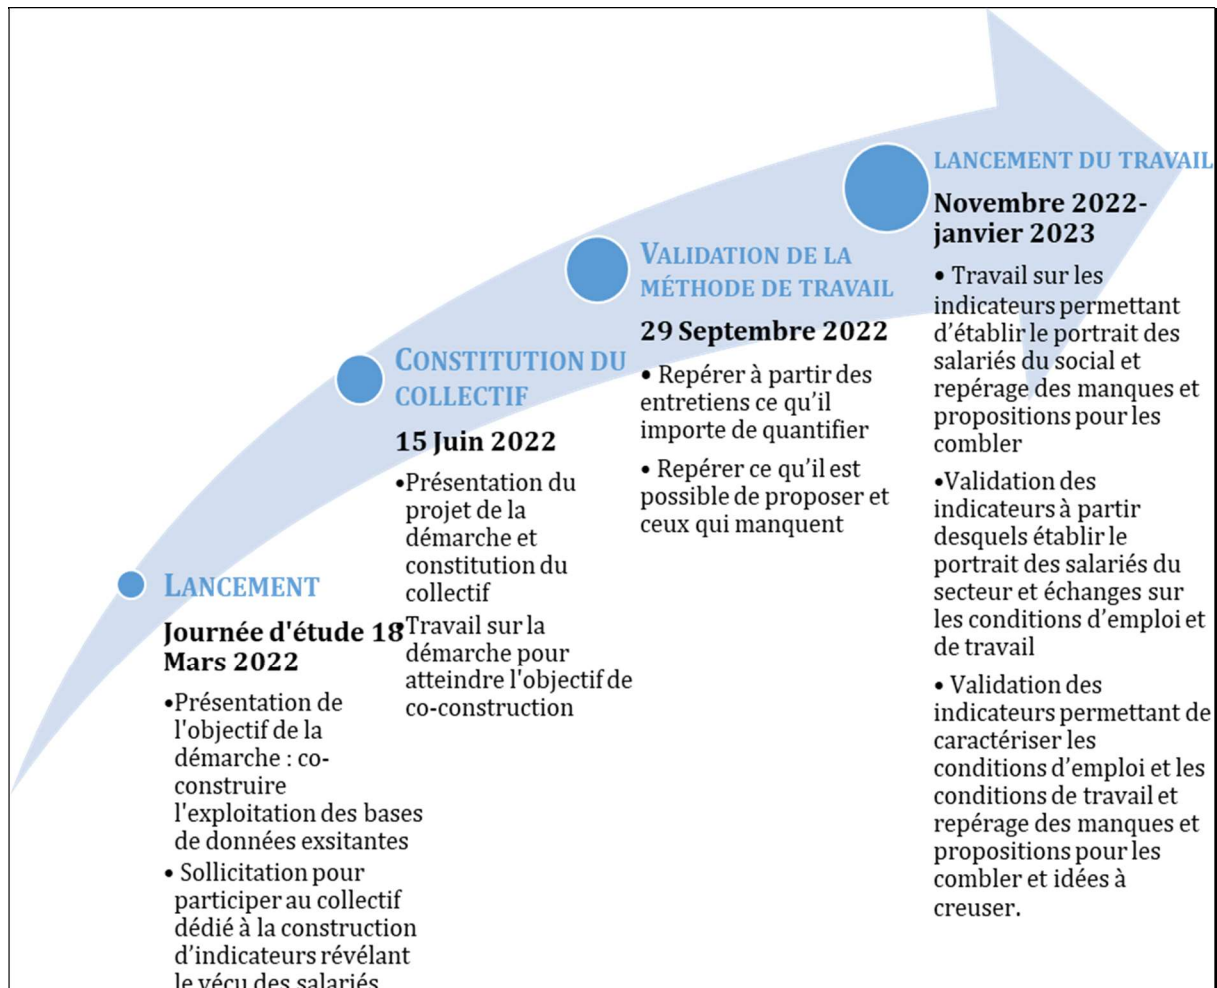 LANCEMENT
Journée d'étude 18
Mars 2022
•Présentation de
l'objectif de la
démarche : co-
construire
l'exploitation des bases
de données exsitantes
• Sollicitation pour
participer au collectif
dédié à la construction
d’indicateurs révélant
le vécu des salariés
CONSTITUTION DU
COLLECTIF
15 Juin 2022
•Présentation du
projet de la
démarche et
constitution du
collectif
•Travail sur la
démarche pour
atteindre l'objectif de
co-construction
VALIDATION DE LA
MÉTHODE DE TRAVAIL
29 Septembre 2022
• Repérer à partir des
entretiens ce qu’il
importe de quantifier
• Repérer ce qu’il est
possible de proposer et
ceux qui manquent
LANCEMENT DU TRAVAIL
Novembre 2022-
janvier 2023
• Travail sur les
indicateurs permettant
d’établir le portrait des
salariés du social et
repérage des manques et
propositions pour les
combler
•Validation des
indicateurs à partir
desquels établir le
portrait des salariés du
secteur et échanges sur
les conditions d’emploi et
de travail
• Validation des
indicateurs permettant de
caractériser les
conditions d’emploi et les
conditions de travail et
repérage des manques et
propositions pour les
combler et idées à
creuser.